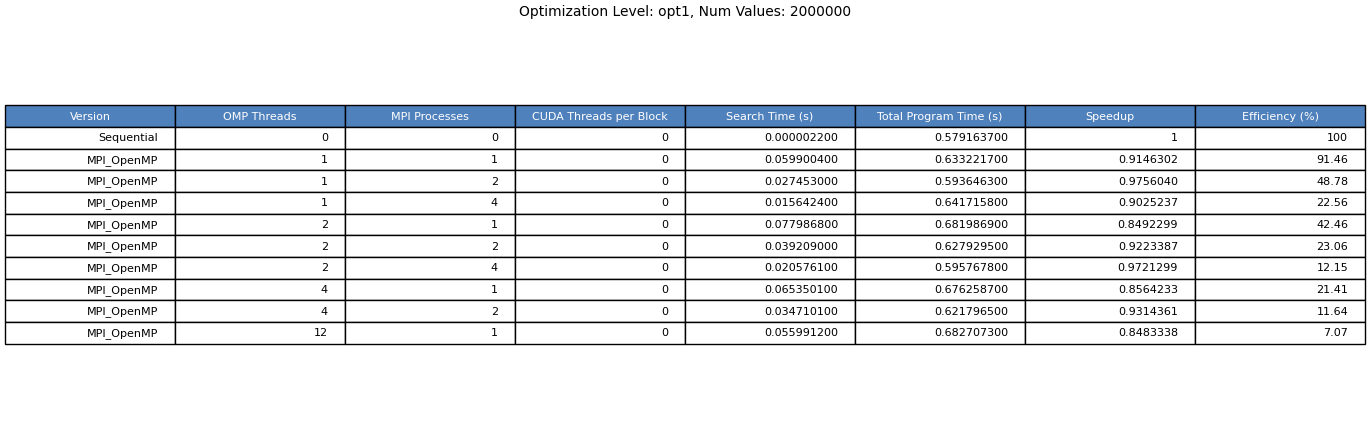 Optimization Level: opt1, Num Values: 2000000
Version OMP Threads MPI Processes CUDA Threads per Block Search Time (s) Total Program Time (s) Speedup Efficiency (%)
Sequential 0 0 0 0.000002200 0.579163700 1 100
MPI_OpenMP 1 1 0 0.059900400 0.633221700 0.9146302 91.46
MPI_OpenMP 1 2 0 0.027453000 0.593646300 0.9756040 48.78
MPI_OpenMP 1 4 0 0.015642400 0.641715800 0.9025237 22.56
MPI_OpenMP 2 1 0 0.077986800 0.681986900 0.8492299 42.46
MPI_OpenMP 2 2 0 0.039209000 0.627929500 0.9223387 23.06
MPI_OpenMP 2 4 0 0.020576100 0.595767800 0.9721299 12.15
MPI_OpenMP 4 1 0 0.065350100 0.676258700 0.8564233 21.41
MPI_OpenMP 4 2 0 0.034710100 0.621796500 0.9314361 11.64
MPI_OpenMP 12 1 0 0.055991200 0.682707300 0.8483338 7.07